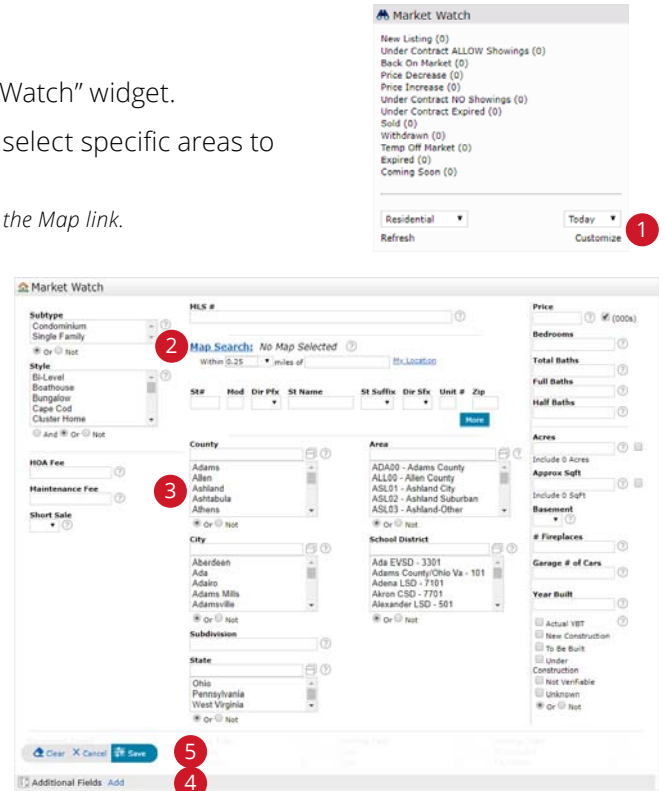 Market Watch
New Listing (0)
Under Contract ALLOW Showings (0)
Back On Market (0)
Price Decrease (0)
Price Increase (0)
Under Contract NO Showings (0)
Under Contract Expired (0)
Sold (0)
Withdrawn (0)
Temp Off Market (0)
Expired (0)
Coming Soon (0)
Residential Today
Refresh Customize
1
Watch” widget.
select specific areas to
the Map link.
Market Watch
Subtype
Condominium
Single Family
Or Not
Style
Bi-Level
Boathouse
Bungalow
Cape Cod
Cluster Home
And Or Not
HOA Fee
Maintenance Fee
Short Sale
MLS #
2
Map Search: No Map Selected
Within 0.25 miles of My Location
St# Mod Dir Pfx St Name St Suffix Dir Sfx Unit # Zip
More
3
County
Adams
Allen
Ashland
Ashtabula
Athens
Or Not
Area
ADA00 - Adams County
ALL00 - Allen County
ASL01 - Ashland City
ASL02 - Ashland Suburban
ASL03 - Ashland-Other
Or Not
City
Aberdeen
Ada
Adairo
Adams Mills
Adamsville
Or Not
School District
Ada EVSD - 3301
Adams County/Ohio Va - 101
Adena LSD - 7101
Akron CSD - 7701
Alexander LSD - 501
Or Not
Subdivision
State
Ohio
Pennsylvania
West Virginia
Or Not
Price
(000s)
Bedrooms
Total Baths
Full Baths
Half Baths
Acres
Include 0 Acres
Approx Sqft
Include 0 SqFt
Basement
# Fireplaces
Garage # of Cars
Year Built
Actual YBT
New Construction
To Be Built
Under
Construction
Not Verifiable
Unknown
Or Not
Clear Cancel Save
5
Additional Fields Add
4